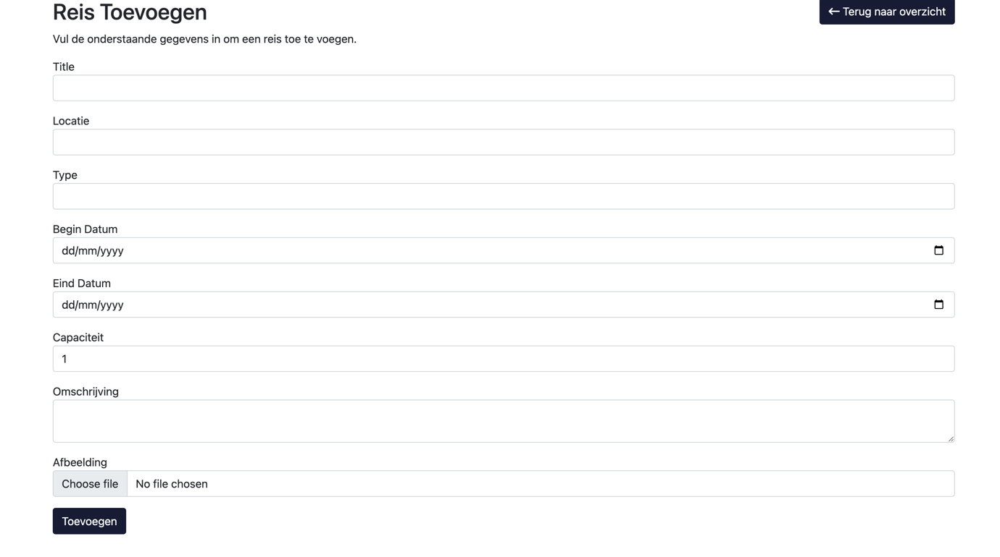 Reis Toevoegen
← Terug naar overzicht
Vul de onderstaande gegevens in om een reis toe te voegen.
Title
Locatie
Type
Begin Datum
dd/mm/yyyy
Eind Datum
dd/mm/yyyy
Capaciteit
1
Omschrijving
Afbeelding
Choose file No file chosen
Toevoegen